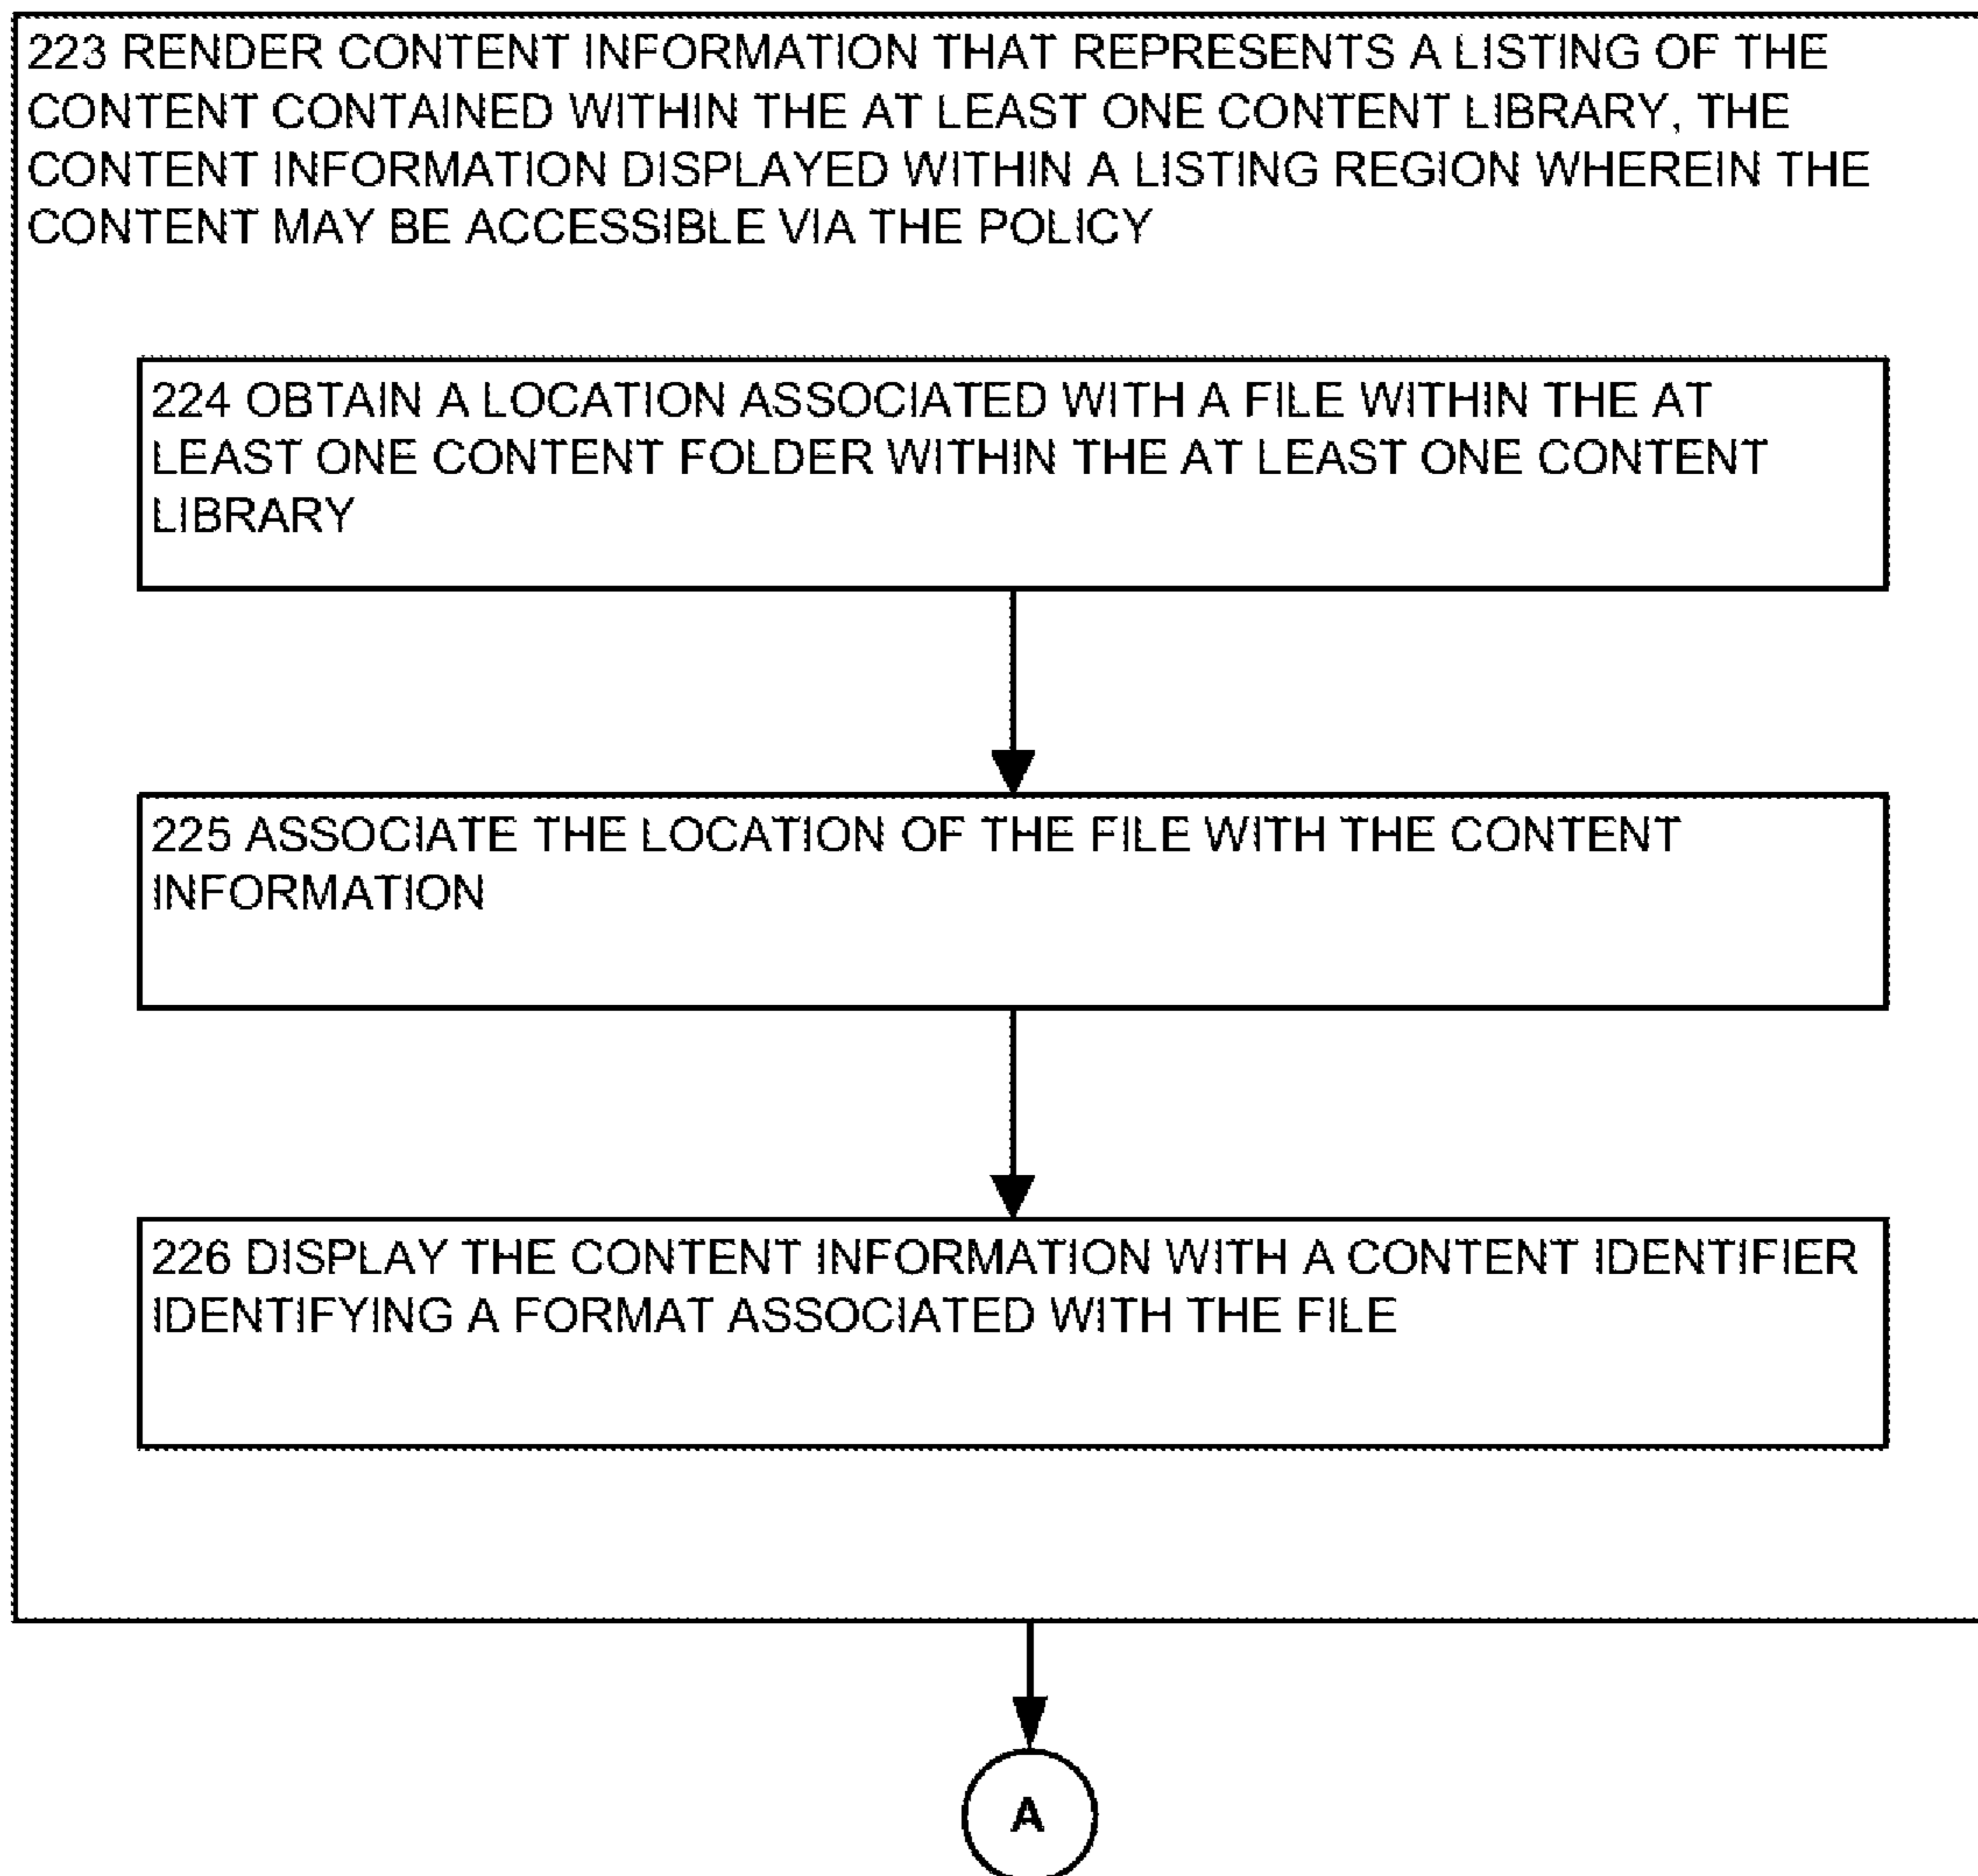 223 RENDER CONTENT INFORMATION THAT REPRESENTS A LISTING OF THE
CONTENT CONTAINED WITHIN THE AT LEAST ONE CONTENT LIBRARY, THE
CONTENT INFORMATION DISPLAYED WITHIN A LISTING REGION WHEREIN THE
CONTENT MAY BE ACCESSIBLE VIA THE POLICY
224 OBTAIN A LOCATION ASSOCIATED WITH A FILE WITHIN THE AT
LEAST ONE CONTENT FOLDER WITHIN THE AT LEAST ONE CONTENT
LIBRARY
225 ASSOCIATE THE LOCATION OF THE FILE WITH THE CONTENT
INFORMATION
226 DISPLAY THE CONTENT INFORMATION WITH A CONTENT IDENTIFIER
IDENTIFYING A FORMAT ASSOCIATED WITH THE FILE
A